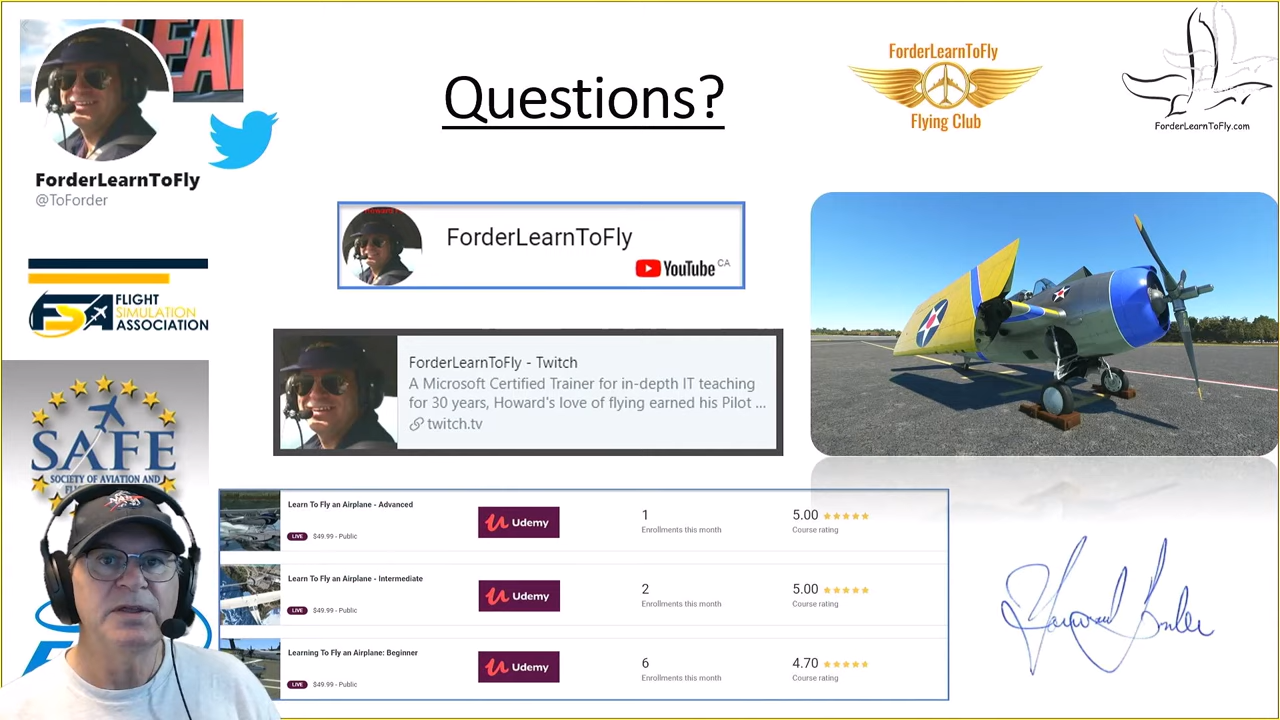 LEA
Questions?
ForderLearnToFly
Flying Club
ForderLearnToFly.com
ForderLearnToFly
@ToForder
ForderLearnToFly
YouTube CA
FSA
FLIGHT
SIMULATION
ASSOCIATION
ForderLearnToFly - Twitch
A Microsoft Certified Trainer for in-depth IT teaching
for 30 years, Howard's love of flying earned his Pilot ...
twitch.tv
SAFE
SOCIETY OF AVIATION AND
NASA
Learn To Fly an Airplane - Advanced
LIVE $49.99 - Public
Udemy
1
Enrollments this month
5.00
Course rating
Learn To Fly an Airplane - Intermediate
LIVE $49.99 - Public
Udemy
2
Enrollments this month
5.00
Course rating
Learning To Fly an Airplane: Beginner
LIVE $49.99 - Public
Udemy
6
Enrollments this month
4.70
Course rating